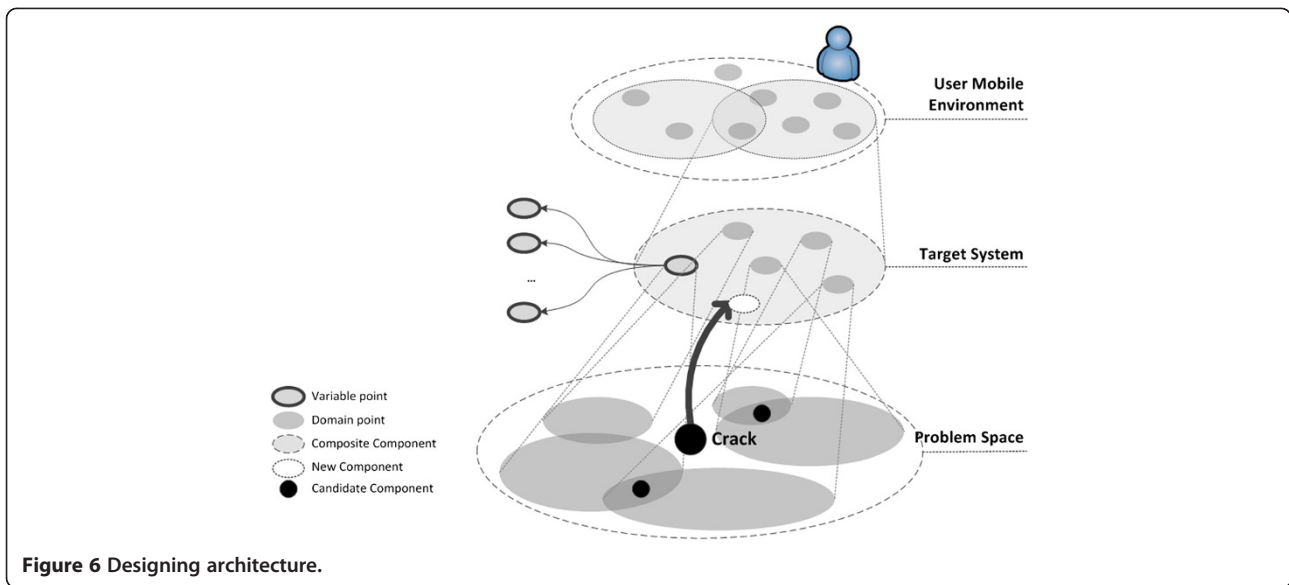 User Mobile
Environment
Target System
...
Variable point
Domain point
Composite Component
New Component
Candidate Component
Crack
Problem Space
Figure 6 Designing architecture.